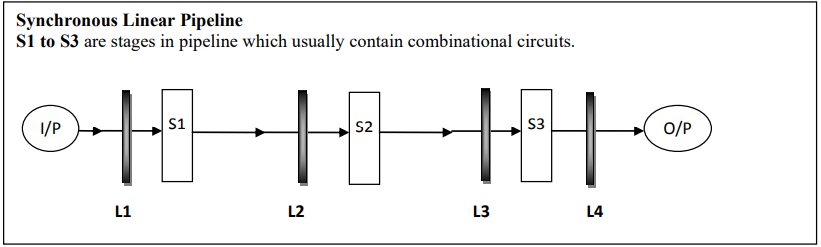 Synchronous Linear Pipeline
S1 to S3 are stages in pipeline which usually contain combinational circuits.
I/P
S1
S2
S3
O/P
L1
L2
L3
L4